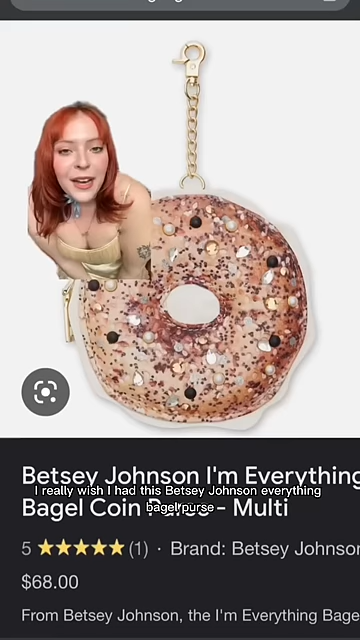 Betsey Johnson I'm Everything
I really wish I had this Betsey Johnson everything
bagel purse
Bagel Coin Purse - Multi
5 ★★★★★ (1) · Brand: Betsey Johnson
$68.00
From Betsey Johnson, the I'm Everything Bage